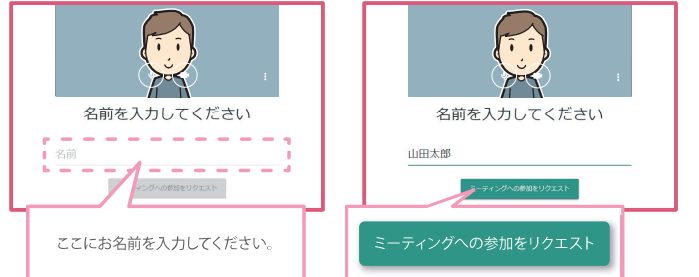 名前を入力してください
名前
ミーティングへの参加をリクエスト
ここにお名前を入力してください。
名前を入力してください
山田太郎
ミーティングへの参加をリクエスト
ミーティングへの参加をリクエスト